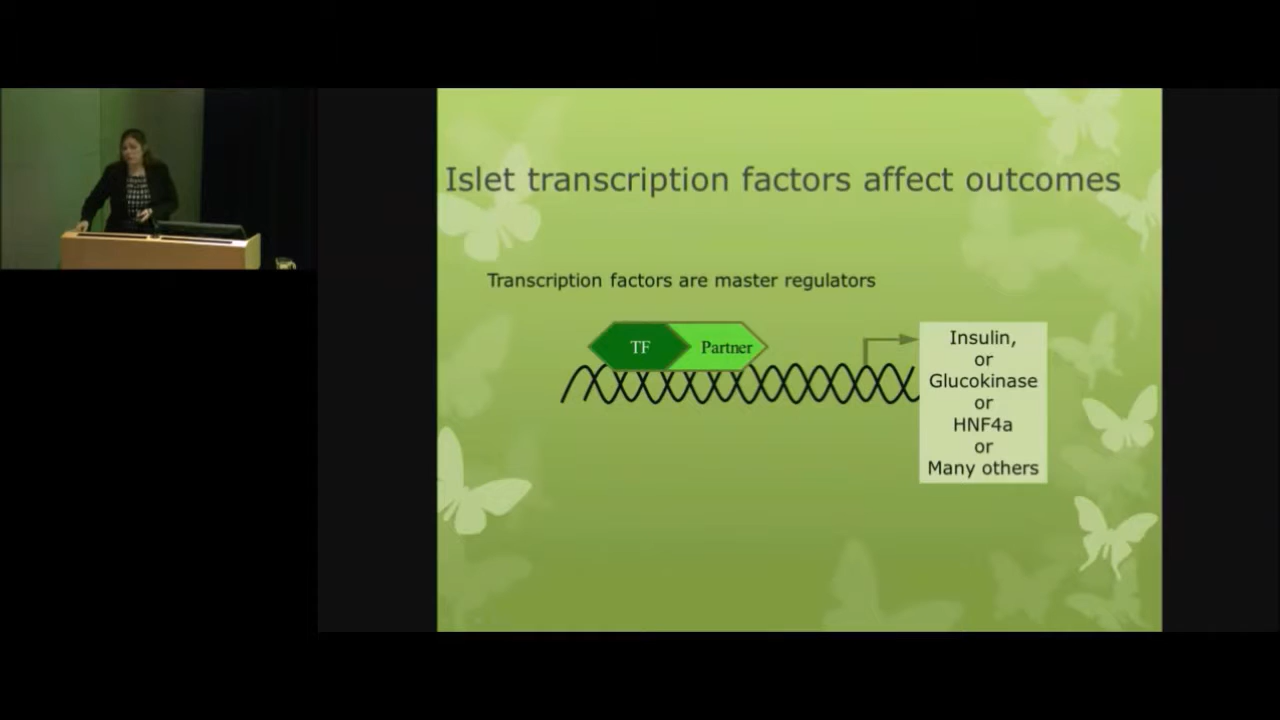 Islet transcription factors affect outcomes
Transcription factors are master regulators
TF
Partner
Insulin,
or
Glucokinase
or
HNF4a
or
Many others